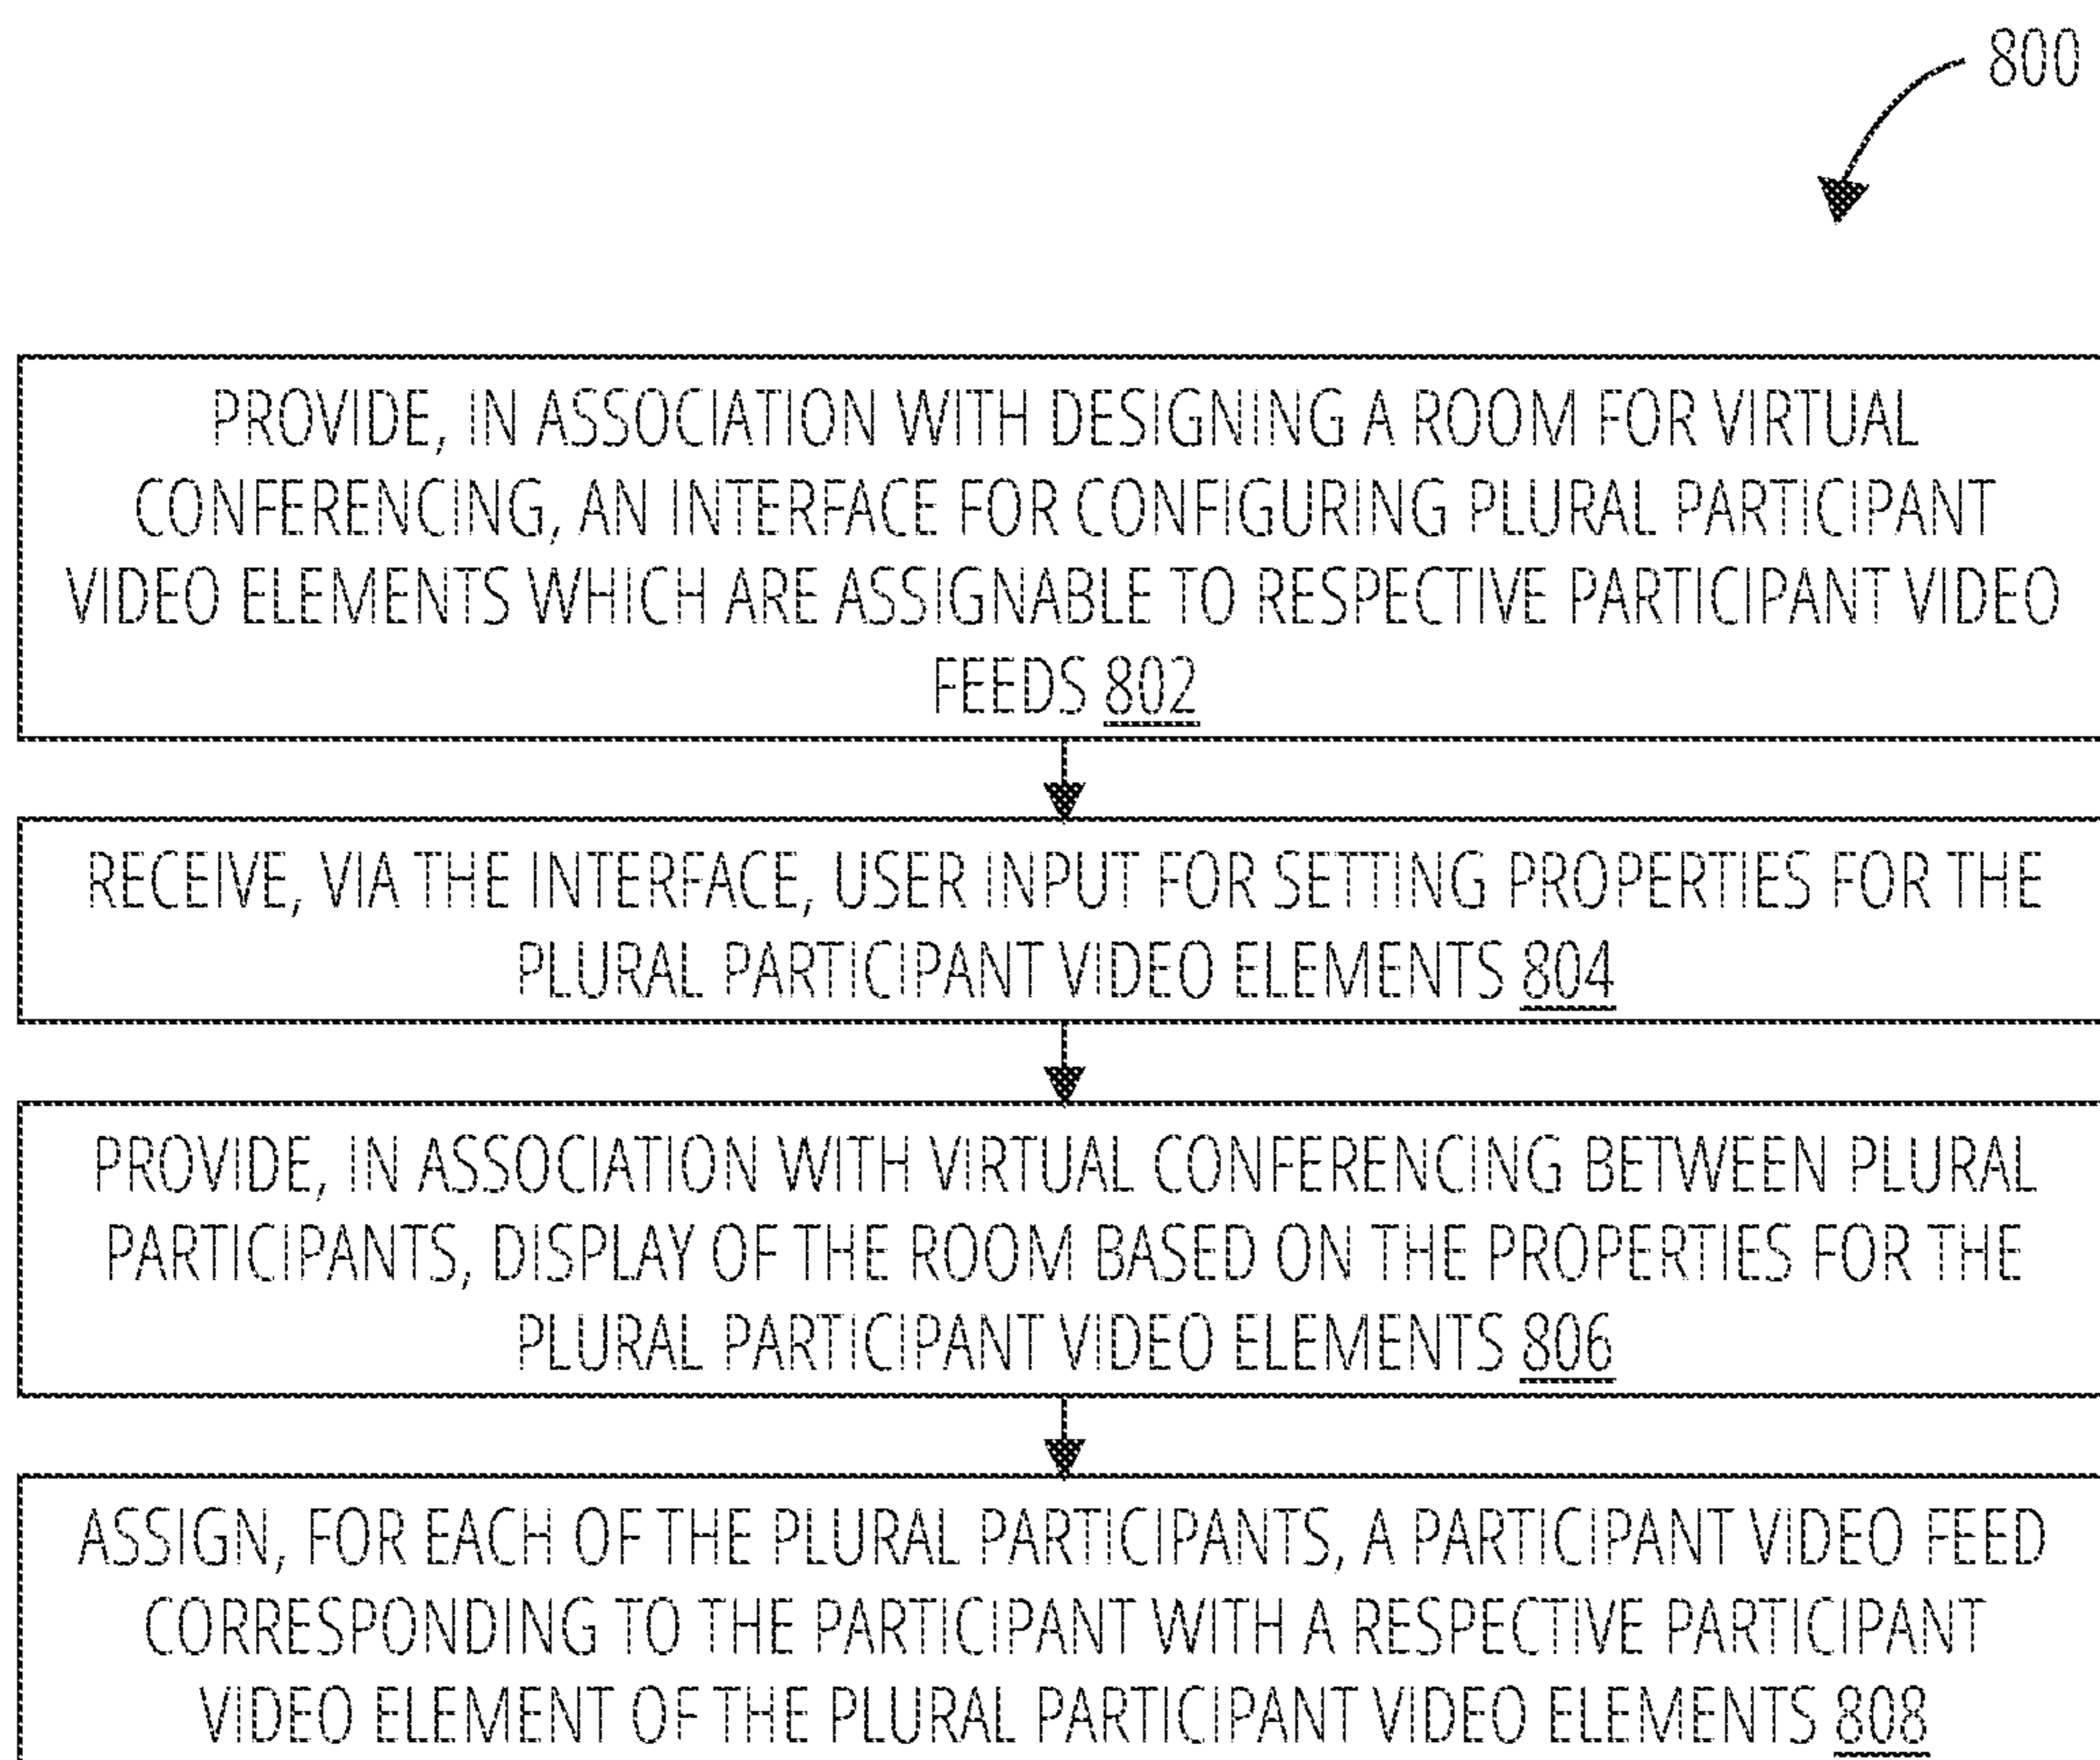 800
PROVIDE, IN ASSOCIATION WITH DESIGNING A ROOM FOR VIRTUAL
CONFERENCING, AN INTERFACE FOR CONFIGURING PLURAL PARTICIPANT
VIDEO ELEMENTS WHICH ARE ASSIGNABLE TO RESPECTIVE PARTICIPANT VIDEO
FEEDS 802
RECEIVE, VIA THE INTERFACE, USER INPUT FOR SETTING PROPERTIES FOR THE
PLURAL PARTICIPANT VIDEO ELEMENTS 804
PROVIDE, IN ASSOCIATION WITH VIRTUAL CONFERENCING BETWEEN PLURAL
PARTICIPANTS, DISPLAY OF THE ROOM BASED ON THE PROPERTIES FOR THE
PLURAL PARTICIPANT VIDEO ELEMENTS 806
ASSIGN, FOR EACH OF THE PLURAL PARTICIPANTS, A PARTICIPANT VIDEO FEED
CORRESPONDING TO THE PARTICIPANT WITH A RESPECTIVE PARTICIPANT
VIDEO ELEMENT OF THE PLURAL PARTICIPANT VIDEO ELEMENTS 808